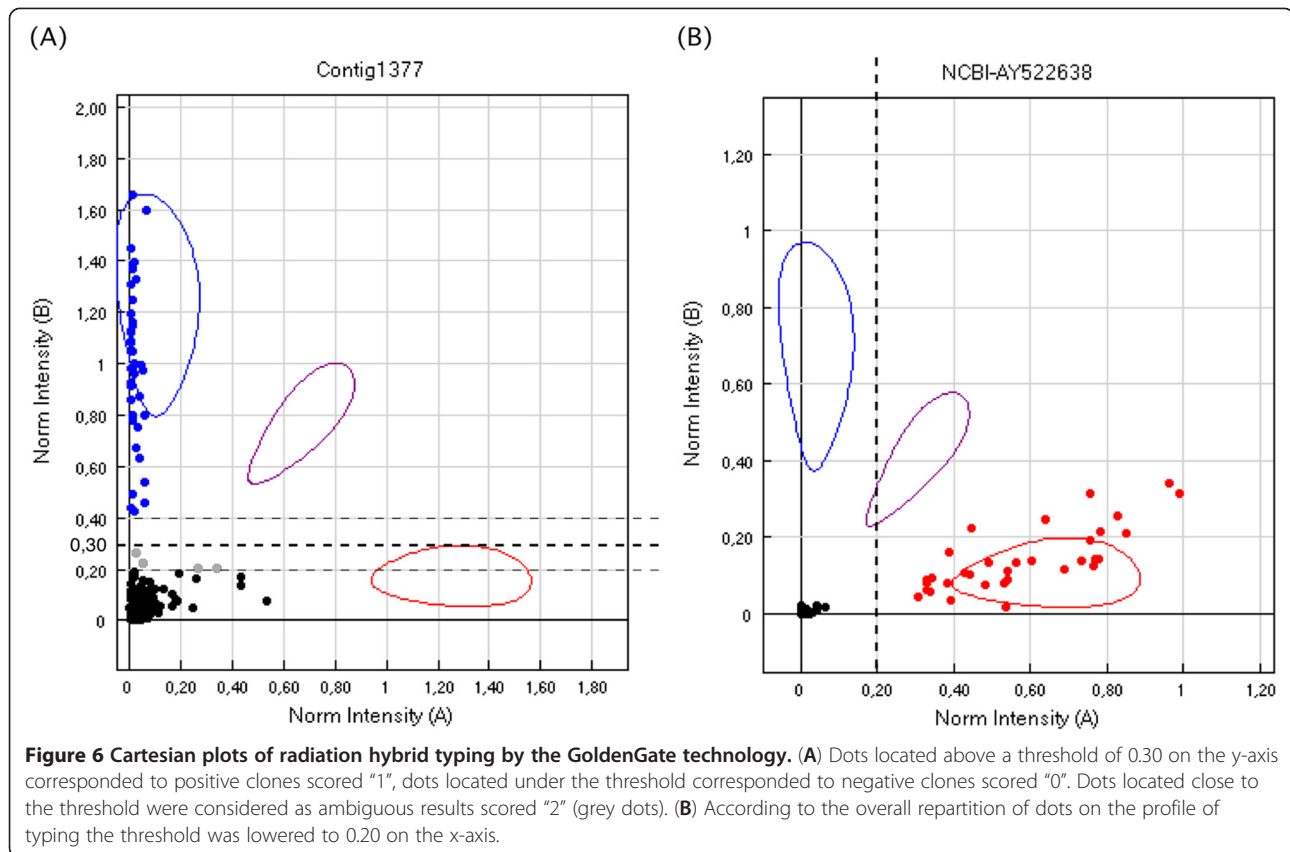 (A)
Contig1377
2,00
1,80
1,60
1,40
1,20
1
0,80
0,60
0,40
0,30
0,20
0
Norm Intensity (B)
0 0,20 0,40 0,60 0,80 1 1,20 1,40 1,60 1,80
Norm Intensity (A)
(B)
NCBI-AY522638
1,20
1
0,80
0,60
0,40
0,20
0
Norm Intensity (B)
0 0,20 0,40 0,60 0,80 1 1,20
Norm Intensity (A)
Figure 6 Cartesian plots of radiation hybrid typing by the GoldenGate technology. (A) Dots located above a threshold of 0.30 on the y-axis
corresponded to positive clones scored “1”, dots located under the threshold corresponded to negative clones scored “0”. Dots located close to
the threshold were considered as ambiguous results scored “2” (grey dots). (B) According to the overall repartition of dots on the profile of
typing the threshold was lowered to 0.20 on the x-axis.